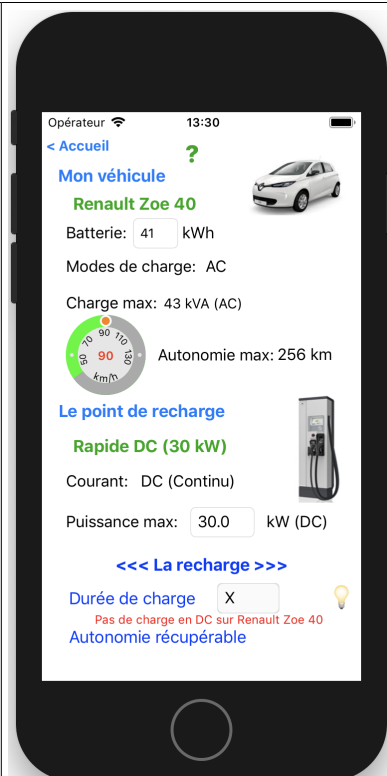 Opérateur 13:30
< Accueil
?
Mon véhicule
Renault Zoe 40
Batterie: 41 kWh
Modes de charge: AC
Charge max: 43 kVA (AC)
50 70 90 110 130
90
km/h
Autonomie max: 256 km
Le point de recharge
Rapide DC (30 kW)
Courant: DC (Continu)
Puissance max: 30.0 kW (DC)
<<< La recharge >>>
Durée de charge X
Pas de charge en DC sur Renault Zoe 40
Autonomie récupérable